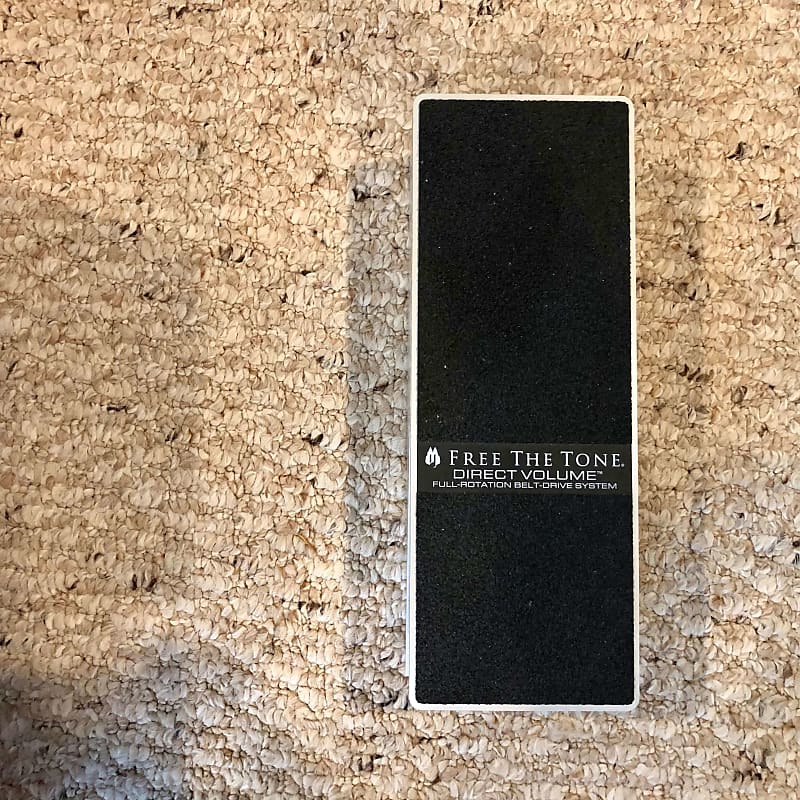 FREE THE TONE®
DIRECT VOLUME™
FULL-ROTATION BELT-DRIVE SYSTEM